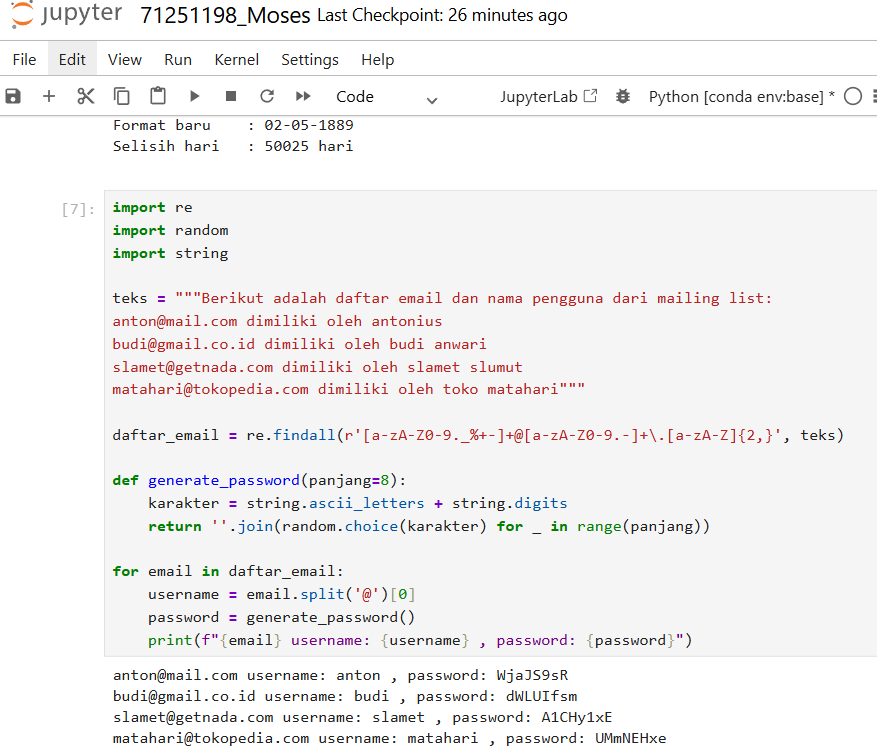 jupyter 71251198_Moses Last Checkpoint: 26 minutes ago
File Edit View Run Kernel Settings Help
Code JupyterLab Python [conda env:base] *
Format baru    : 02-05-1889
Selisih hari   : 50025 hari
[7]:
import re
import random
import string
teks = """Berikut adalah daftar email dan nama pengguna dari mailing list:
anton@mail.com dimiliki oleh antonius
budi@gmail.co.id dimiliki oleh budi anwari
slamet@getnada.com dimiliki oleh slamet slumut
matahari@tokopedia.com dimiliki oleh toko matahari"""
daftar_email = re.findall(r'[a-zA-Z0-9._%+-]+@[a-zA-Z0-9.-]+\.[a-zA-Z]{2,}', teks)
def generate_password(panjang=8):
    karakter = string.ascii_letters + string.digits
    return ''.join(random.choice(karakter) for _ in range(panjang))
for email in daftar_email:
    username = email.split('@')[0]
    password = generate_password()
    print(f"{email} username: {username} , password: {password}")
anton@mail.com username: anton , password: WjaJS9sR
budi@gmail.co.id username: budi , password: dWLUIfsm
slamet@getnada.com username: slamet , password: A1CHy1xE
matahari@tokopedia.com username: matahari , password: UMmNEHxe